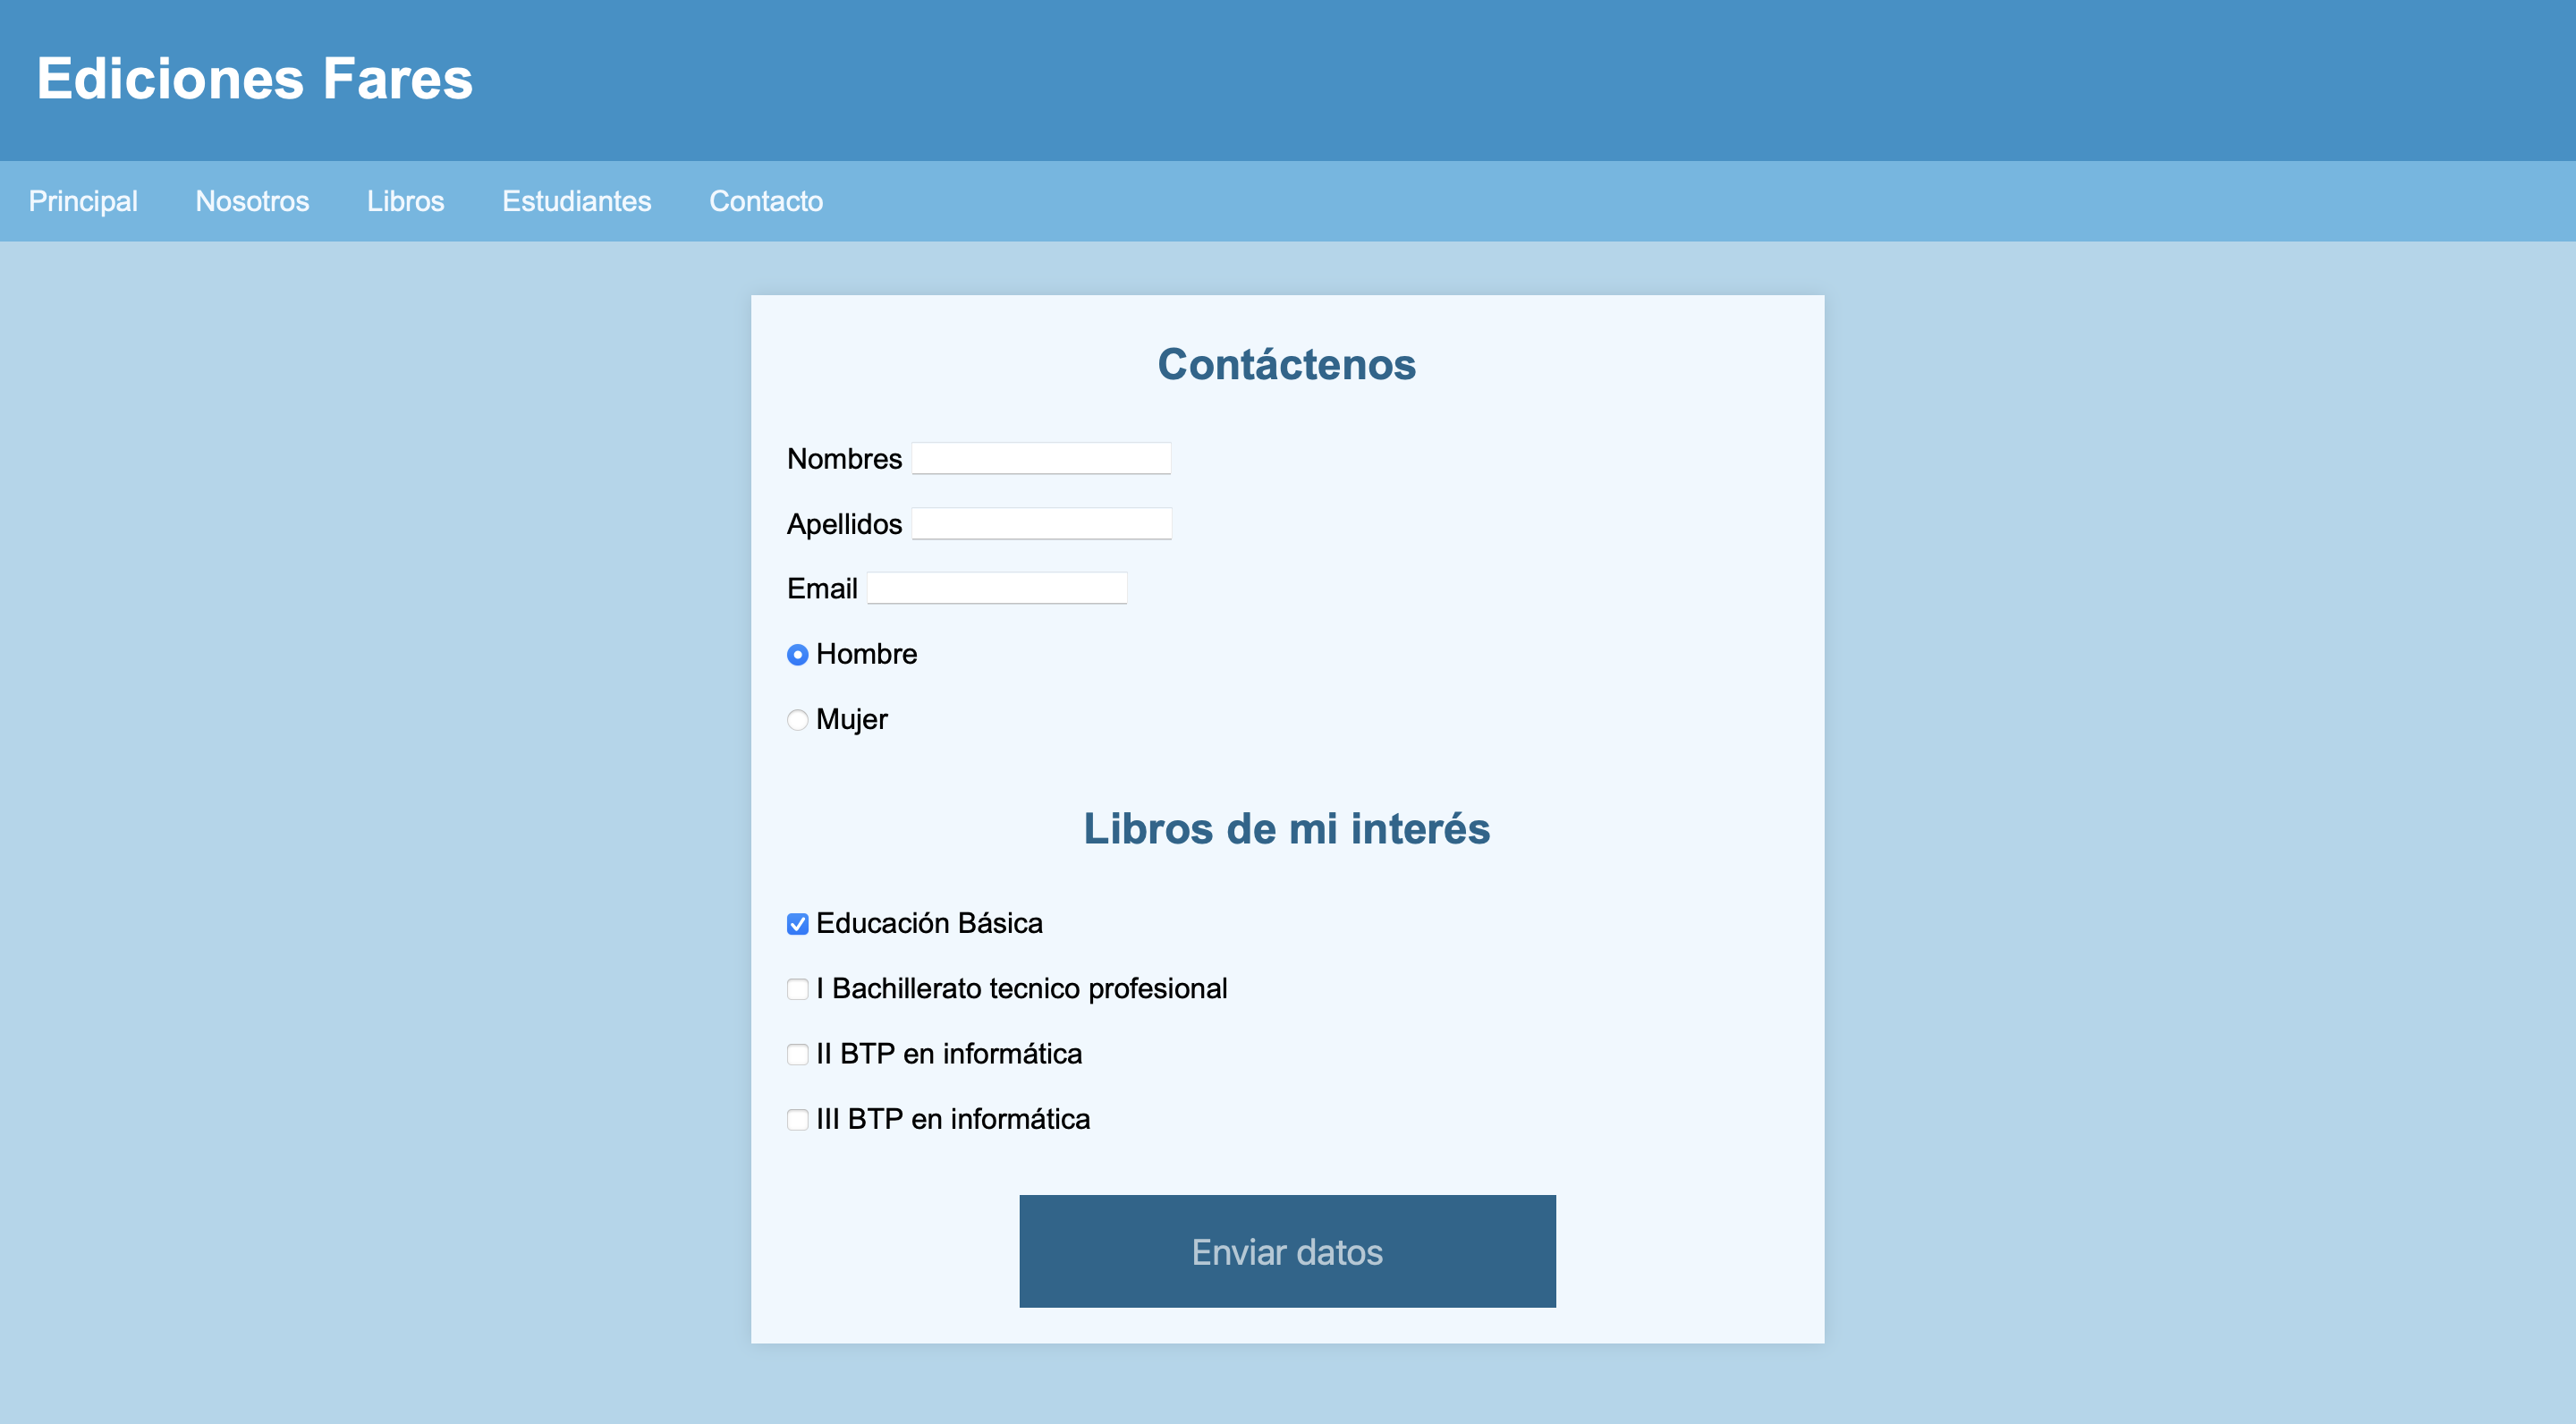 Ediciones Fares
Principal Nosotros Libros Estudiantes Contacto
Contáctenos
Nombres
Apellidos
Email
Hombre
Mujer
Libros de mi interés
Educación Básica
I Bachillerato tecnico profesional
II BTP en informática
III BTP en informática
Enviar datos